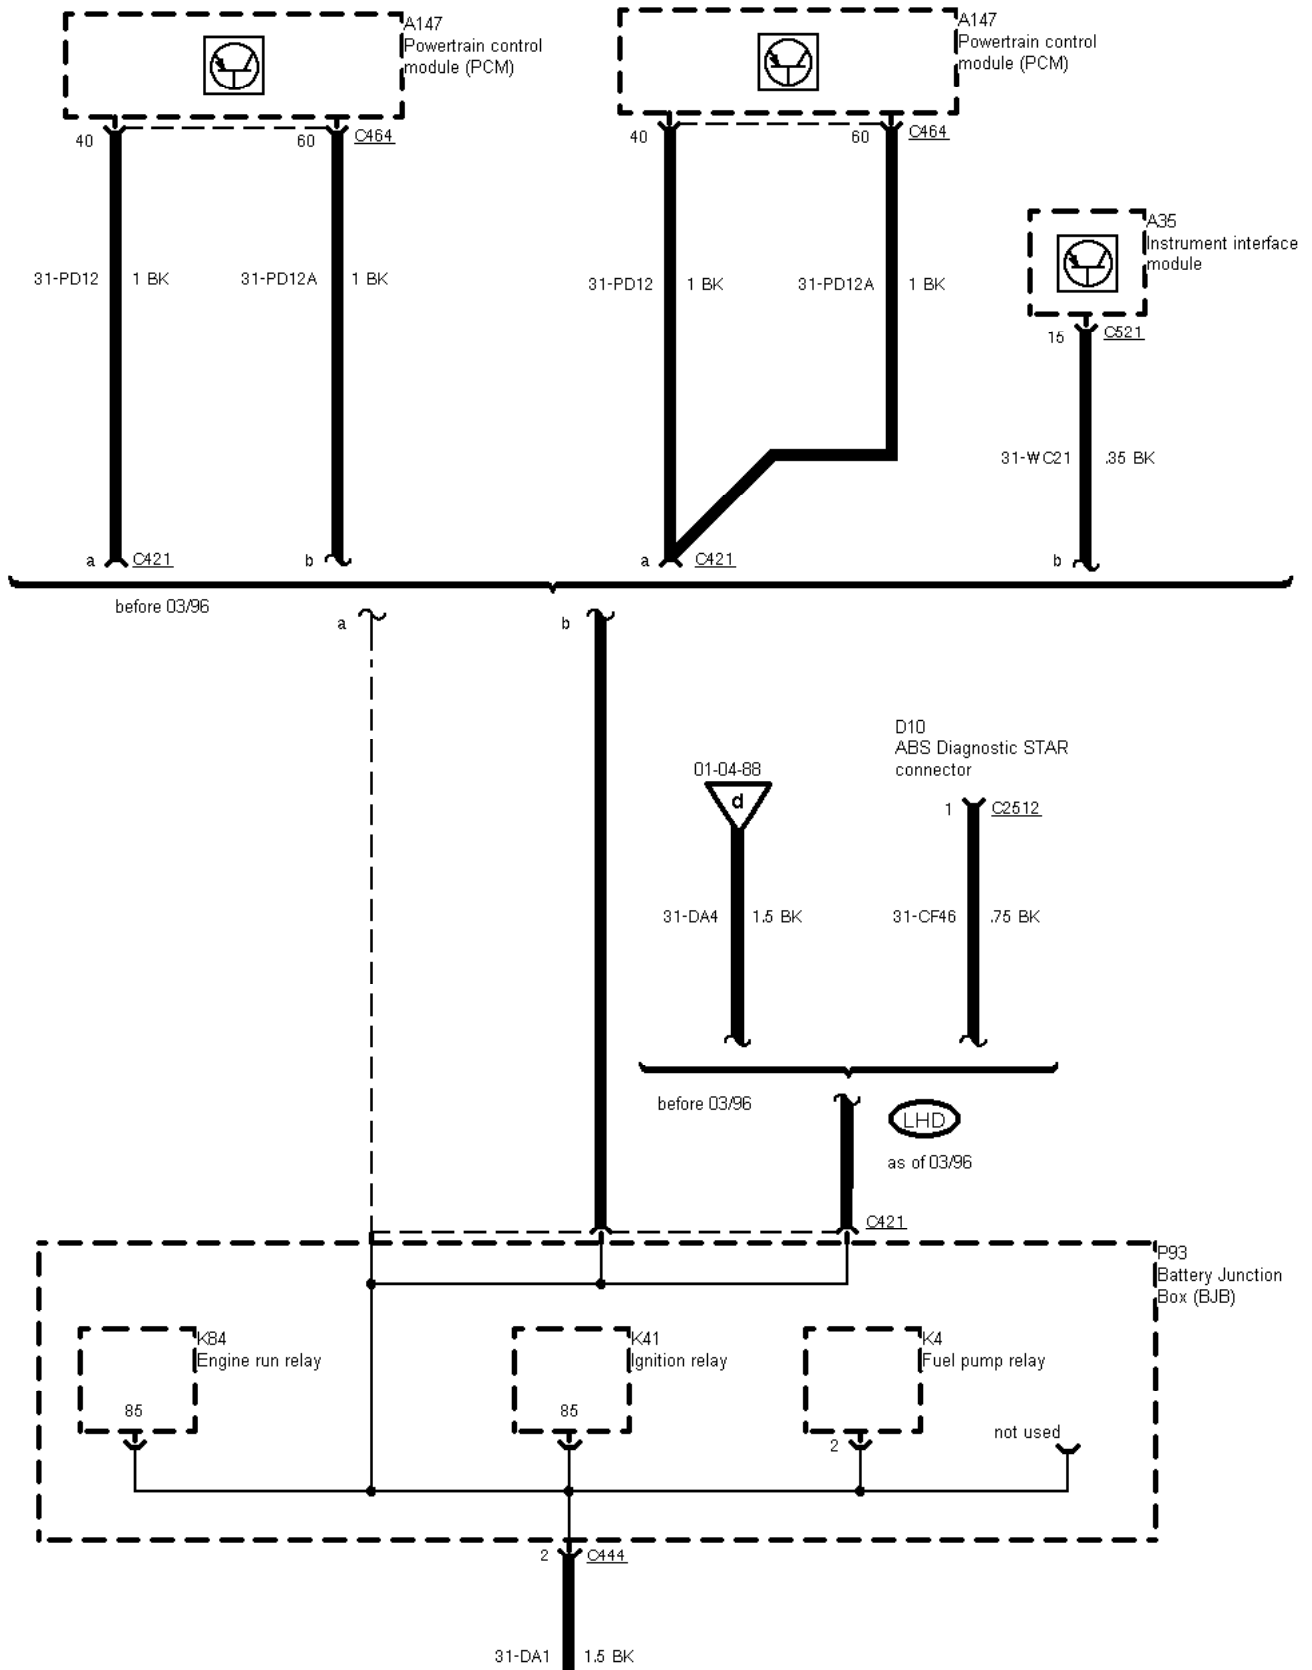 A147
Powertrain control
module (PCM)
A147
Powertrain control
module (PCM)
40
60
C464
40
60
C464
A35
Instrument interface
module
31-PD12
1 BK
31-PD12A
1 BK
31-PD12
1 BK
31-PD12A
1 BK
15
C521
31-WC21
.35 BK
a
C421
b
a
C421
b
before 03/96
a
b
D10
ABS Diagnostic STAR
connector
01-04-88
d
1
C2512
31-DA4
1.5 BK
31-CF46
.75 BK
before 03/96
LHD
as of 03/96
C421
P93
Battery Junction
Box (BJB)
K84
Engine run relay
K41
Ignition relay
K4
Fuel pump relay
85
85
2
not used
2
C444
31-DA1
1.5 BK